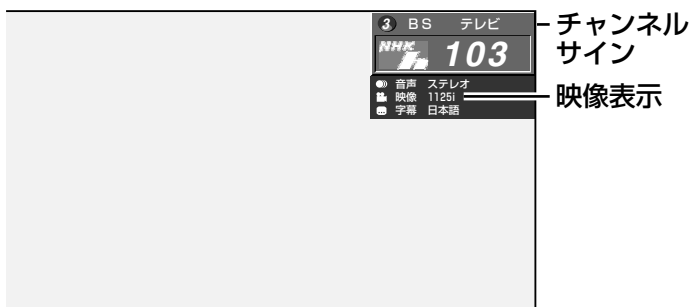 3 BS テレビ
NHK 103
音声 ステレオ
映像 1125i
字幕 日本語
チャンネル
サイン
映像表示